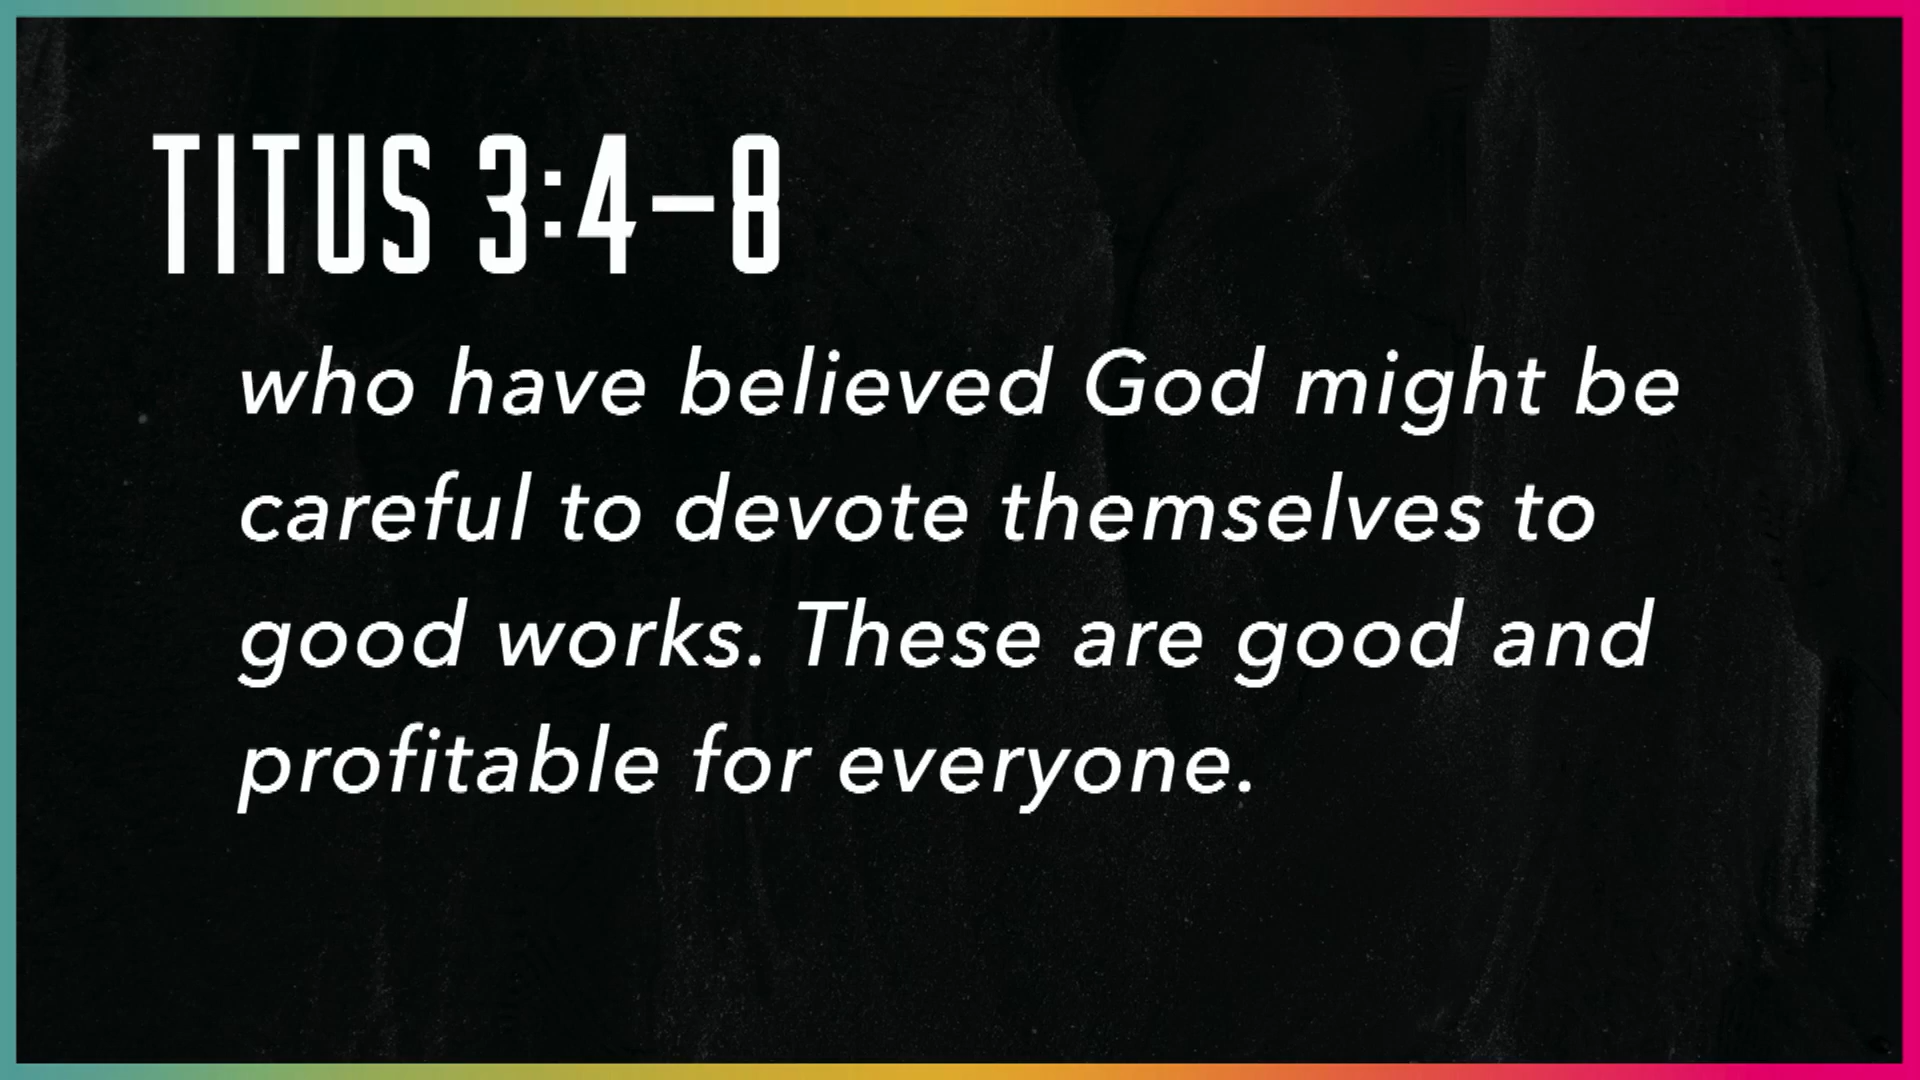 TITUS 3:4–8
who have believed God might be
careful to devote themselves to
good works. These are good and
profitable for everyone.